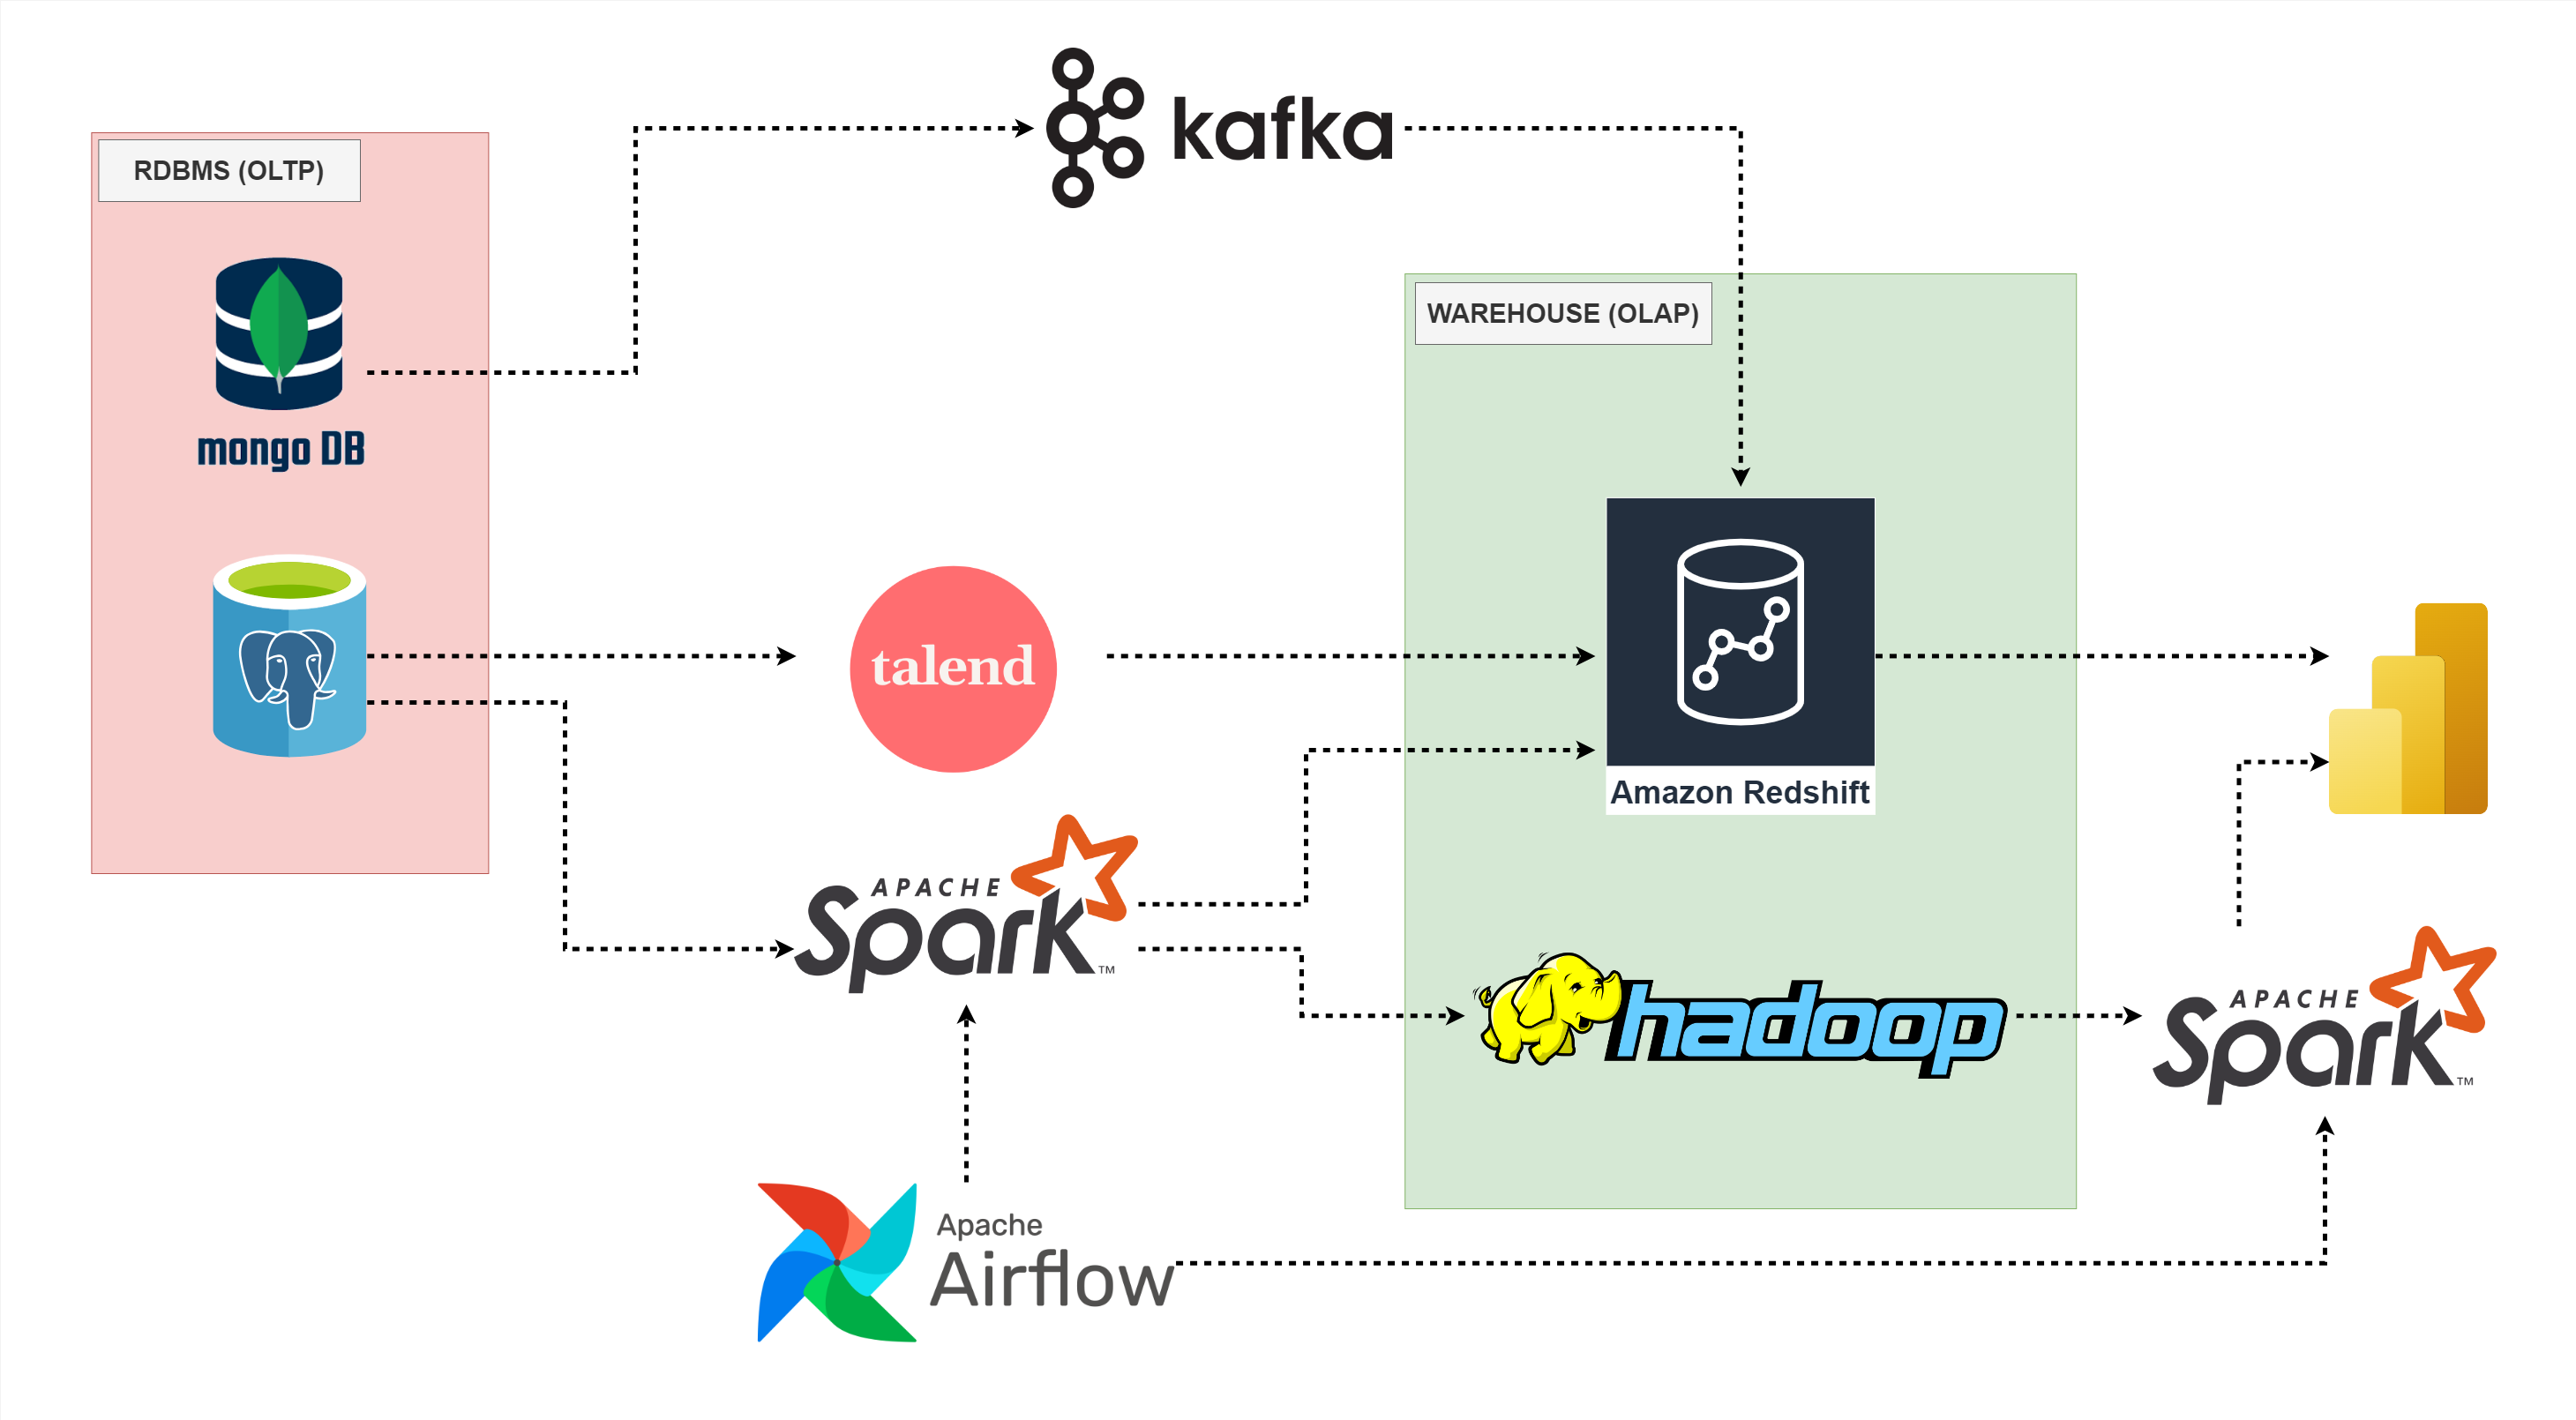 kafka
RDBMS (OLTP)
mongo DB
WAREHOUSE (OLAP)
talend
Amazon Redshift
APACHE
Spark™
hadoop
APACHE
Spark™
Apache
Airflow